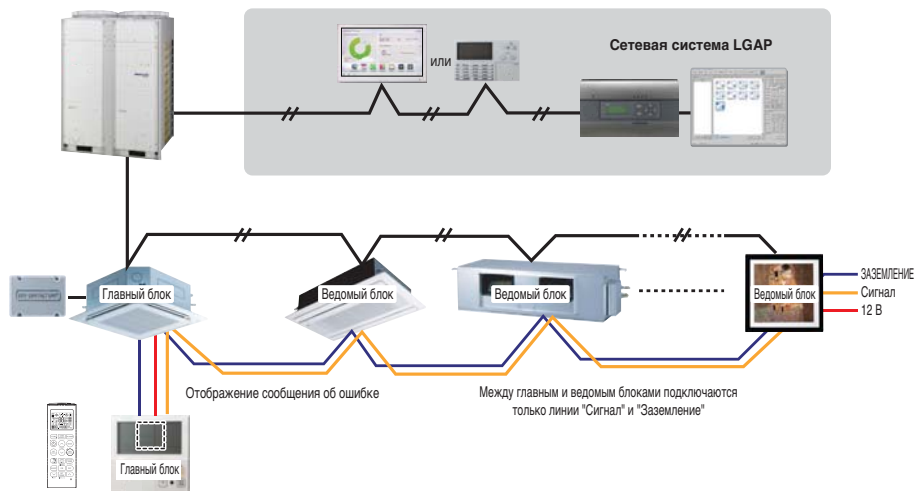 Сетевая система LGAP
или
Главный блок
Ведомый блок
Ведомый блок
Ведомый блок
ЗАЗЕМЛЕНИЕ
Сигнал
12 В
Отображение сообщения об ошибке
Между главным и ведомым блоками подключаются
только линии "Сигнал" и "Заземление"
Главный блок